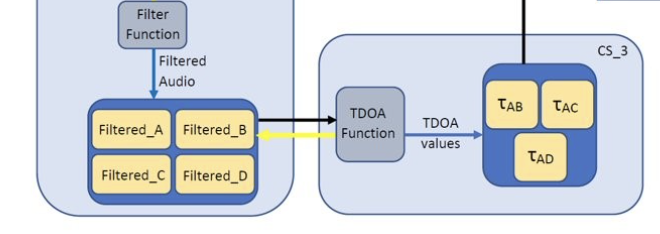 Filter
Function
Filtered
Audio
Filtered_A
Filtered_B
Filtered_C
Filtered_D
CS_3
TDOA
Function
TDOA
values
τAB
τAC
τAD